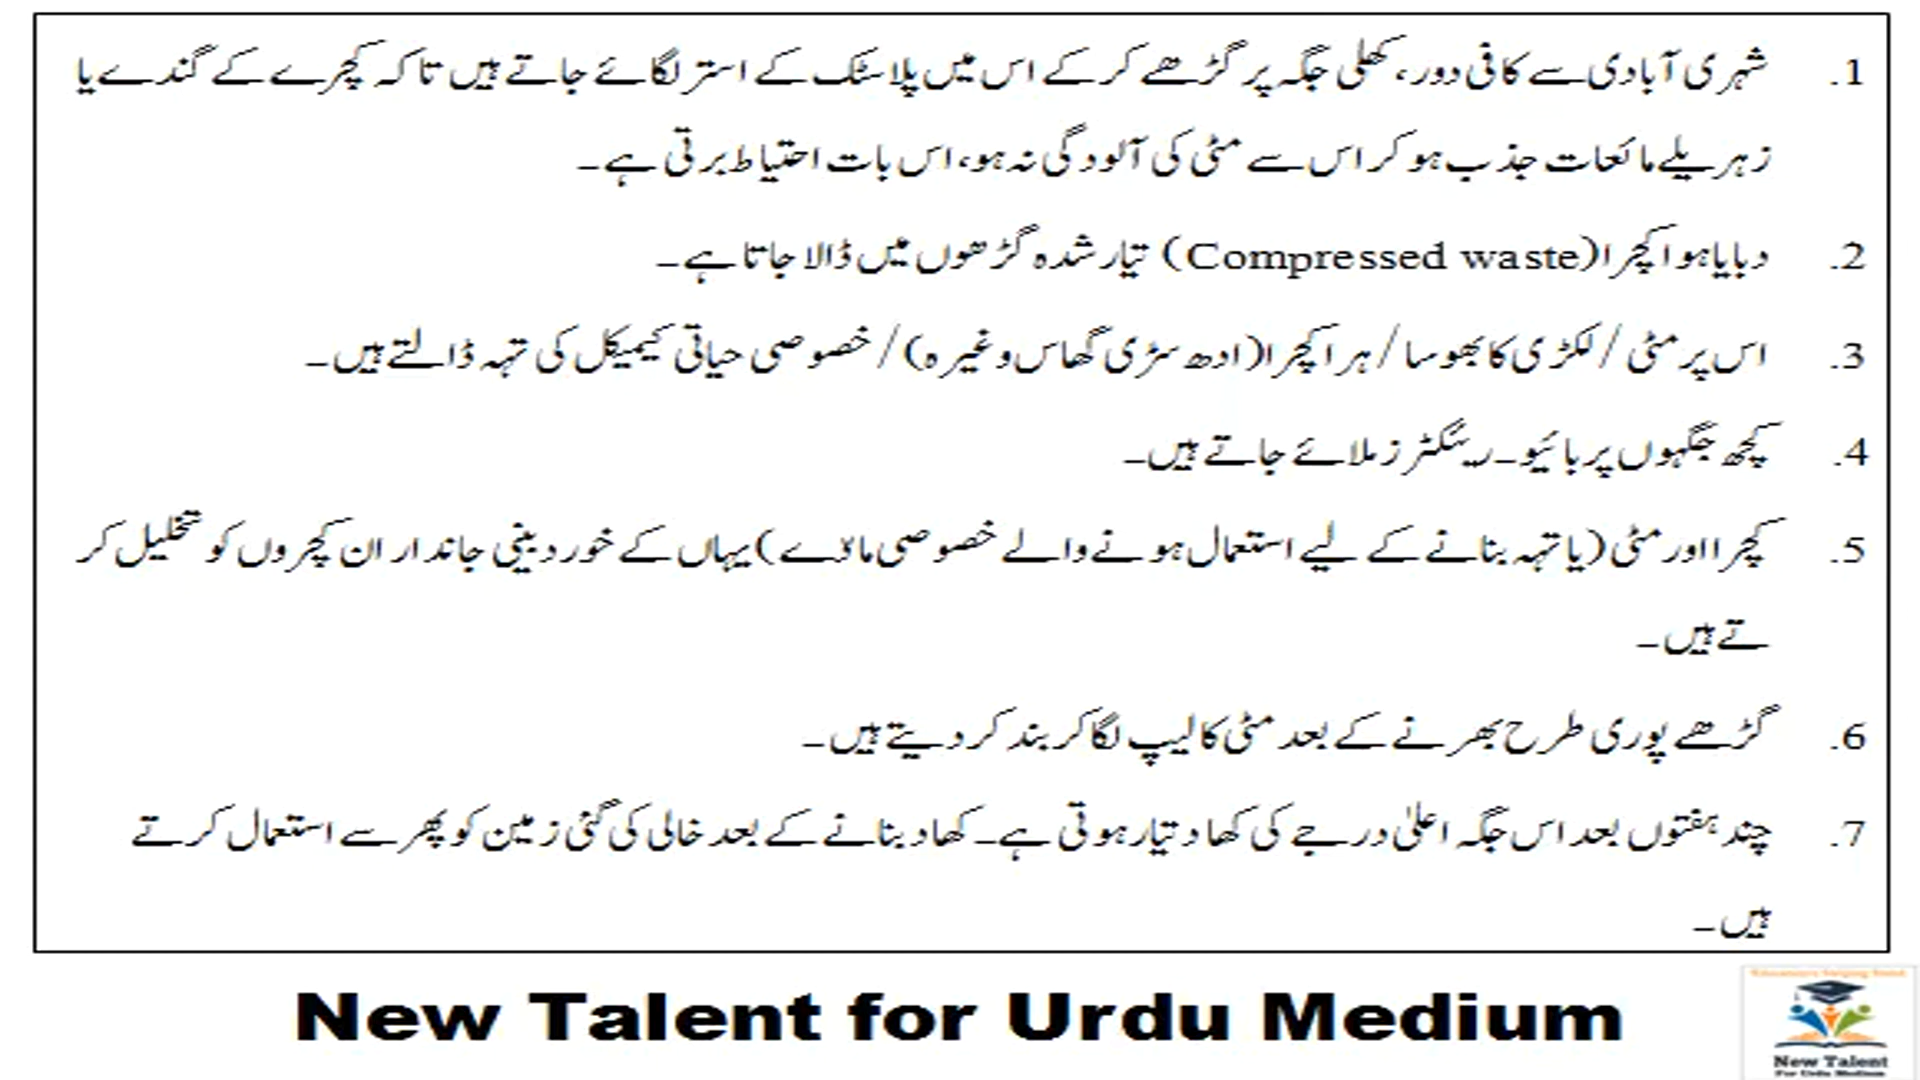 1. شہری آبادی سے کافی دور، کھلی جگہ پر گڑھے کر کے اس میں پلاسٹک کے استر لگائے جاتے ہیں تاکہ کچرے کے گندے یا
زہریلے مائعات جذب ہو کر اس سے مٹی کی آلودگی نہ ہو، اس بات احتیاط برتی ہے۔
2. دبایا ہوا کچرا (Compressed waste) تیار شدہ گڑھوں میں ڈالا جاتا ہے۔
3. اس پر مٹی / لکڑی کا بھوسا / ہرا کچرا (ادھ سڑی گھاس وغیرہ) / خصوصی حیاتی کیمیکل کی تہہ ڈالتے ہیں۔
4. کچھ جگہوں پر بائیو۔ریئکٹرز ملائے جاتے ہیں۔
5. کچرا اور مٹی (یا تہہ بنانے کے لیے استعمال ہونے والے خصوصی مادّے) یہاں کے خوردبینی جاندار ان کچروں کو تحلیل کر
تے ہیں۔
6. گڑھے پوری طرح بھرنے کے بعد مٹی کا لیپ لگا کر بند کر دیتے ہیں۔
7. چند ہفتوں بعد اس جگہ اعلیٰ درجے کی کھاد تیار ہوتی ہے۔ کھاد بنانے کے بعد خالی کی گئی زمین کو پھر سے استعمال کرتے
ہیں۔
New Talent for Urdu Medium
New Talent
For Urdu Medium